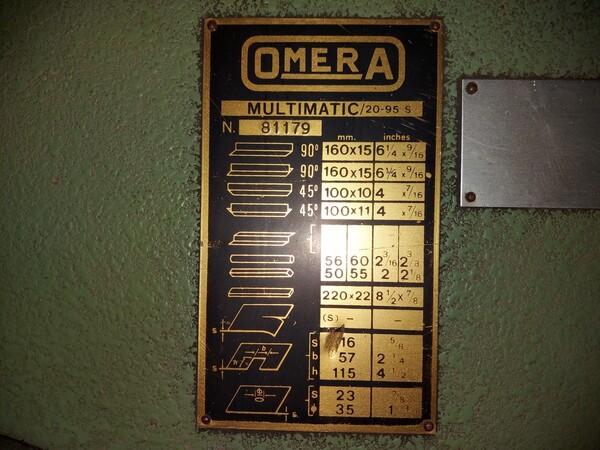 OMERA
MULTIMATIC/20-95 S
N. 81179
mm. inches
90° 160x15 6 1/4 x 9/16
90° 160x15 6 1/4 x 9/16
45° 100x10 4 x 7/16
45° 100x11 4 x 7/16
56 60 2 3/16 2 3/8
50 55 2 2 1/8
220x22 8 1/2 x 7/8
(S) – –
S 16 5/8
b 57 2 1/4
h 115 4 1/2
S 23 7/8
ϕ 35
s
s b h
ϕ s